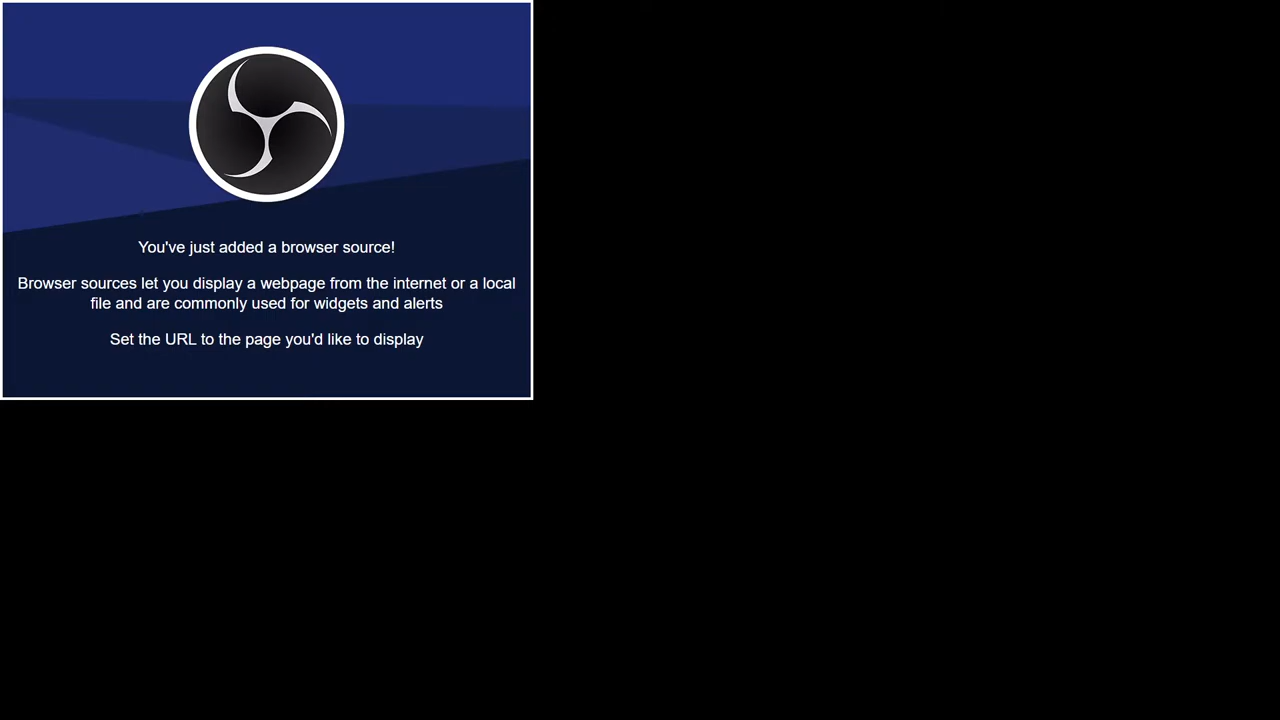 You've just added a browser source!
Browser sources let you display a webpage from the internet or a local
file and are commonly used for widgets and alerts
Set the URL to the page you'd like to display